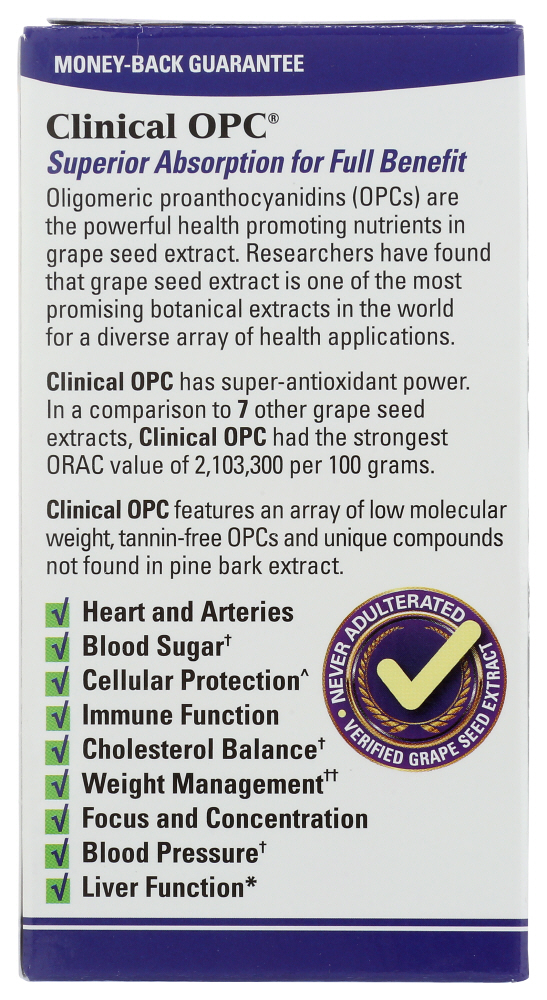 MONEY-BACK GUARANTEE
Clinical OPC®
Superior Absorption for Full Benefit
Oligomeric proanthocyanidins (OPCs) are
the powerful health promoting nutrients in
grape seed extract. Researchers have found
that grape seed extract is one of the most
promising botanical extracts in the world
for a diverse array of health applications.
Clinical OPC has super-antioxidant power.
In a comparison to 7 other grape seed
extracts, Clinical OPC had the strongest
ORAC value of 2,103,300 per 100 grams.
Clinical OPC features an array of low molecular
weight, tannin-free OPCs and unique compounds
not found in pine bark extract.
Heart and Arteries
Blood Sugar†
Cellular Protection^
Immune Function
Cholesterol Balance†
Weight Management††
Focus and Concentration
Blood Pressure†
Liver Function*
NEVER ADULTERATED
• VERIFIED GRAPE SEED EXTRACT